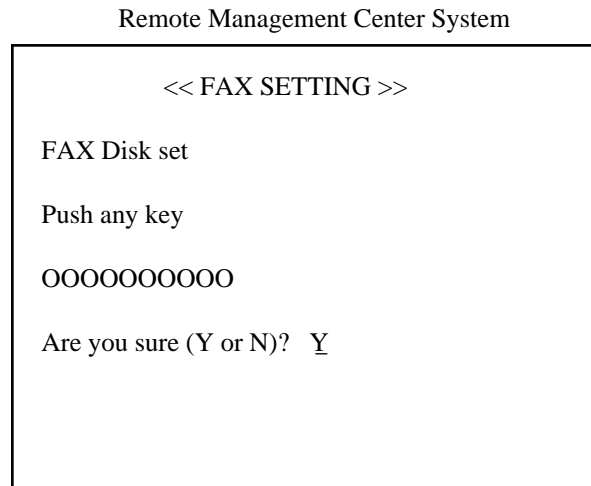 Remote Management Center System
<< FAX SETTING >>
FAX Disk set
Push any key
OOOOOOOOOO
Are you sure (Y or N)? Y